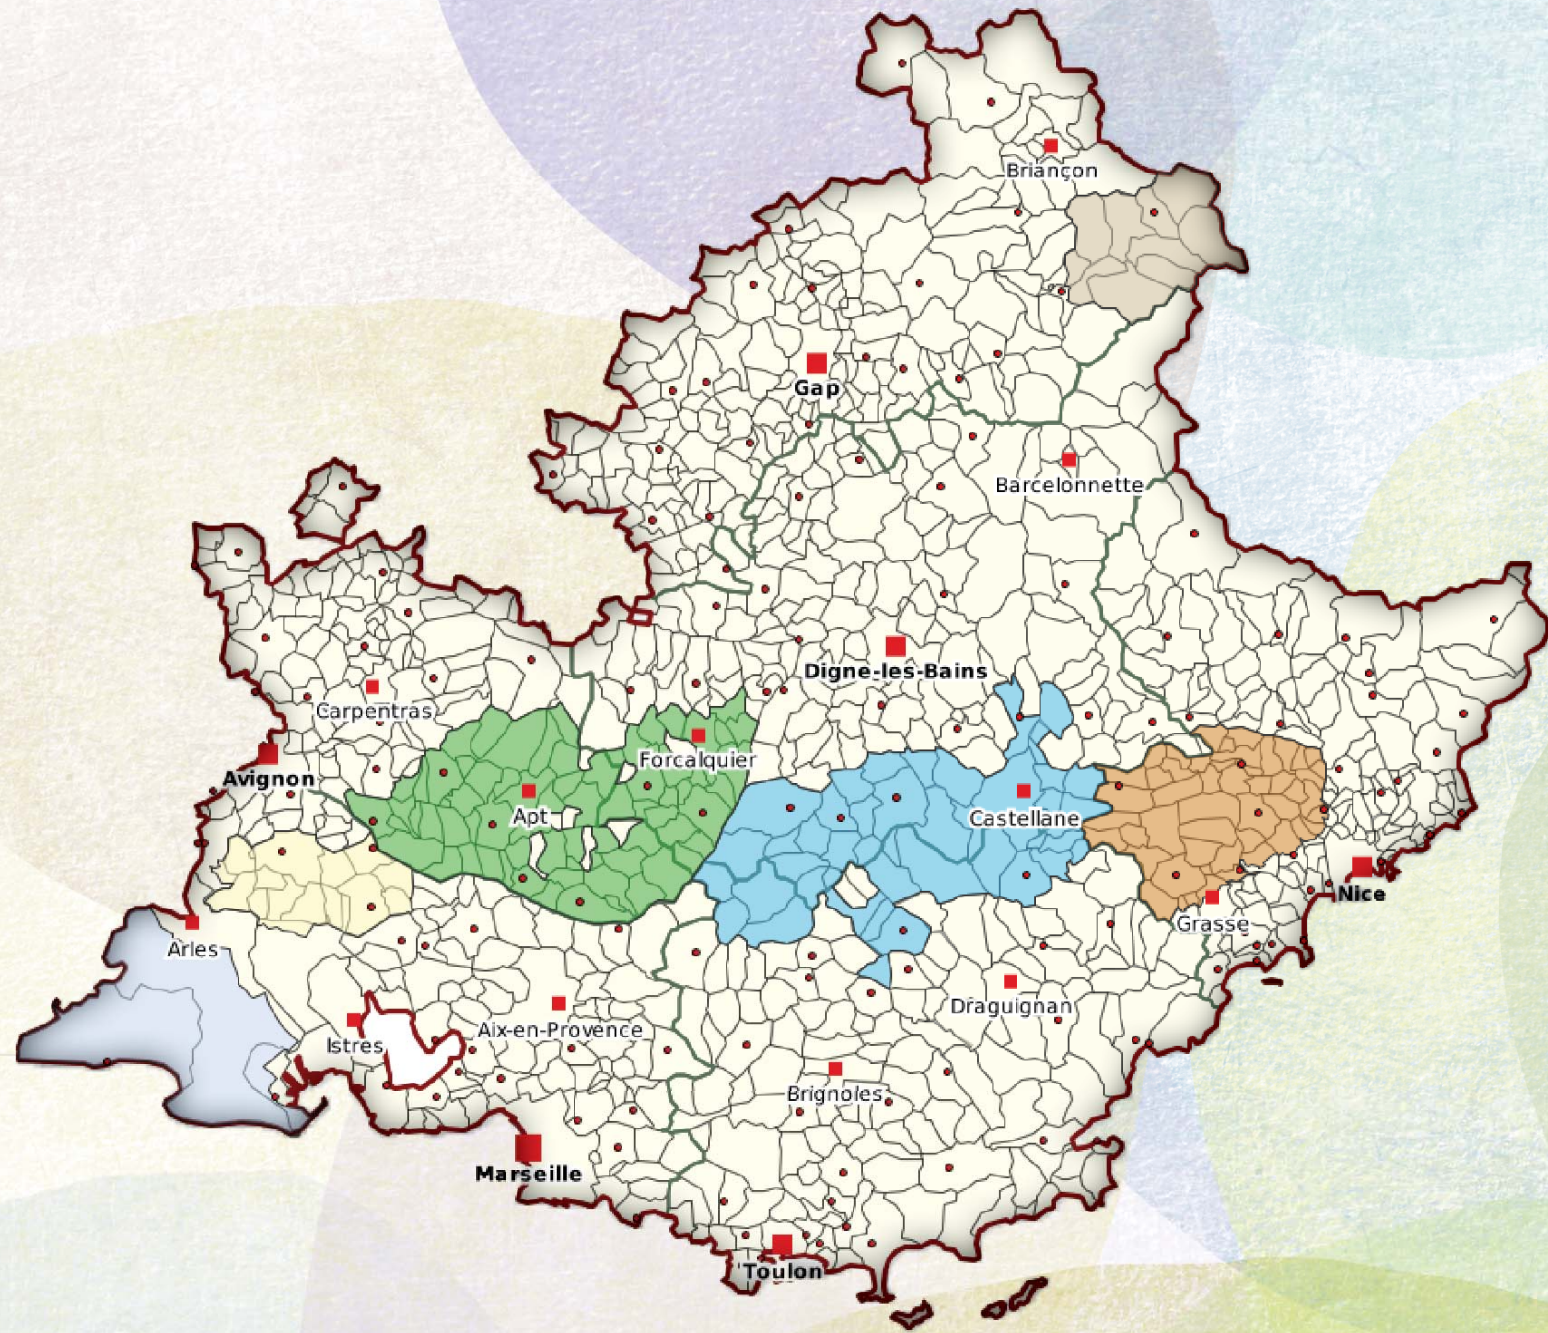 Briançon
Gap
Barcelonnette
Digne-les-Bains
Carpentras
Forcalquier
Avignon
Apt
Castellane
Nice
Grasse
Arles
Draguignan
Aix-en-Provence
Istres
Brignoles
Marseille
Toulon